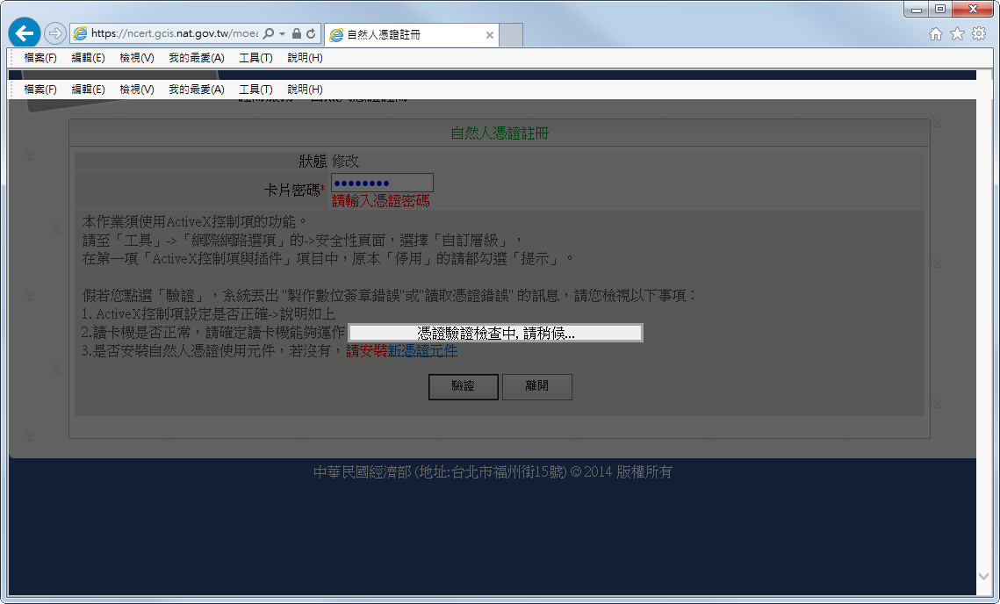 https://ncert.gcis.nat.gov.tw/moea
自然人憑證註冊
檔案(F) 編輯(E) 檢視(V) 我的最愛(A) 工具(T) 說明(H)
檔案(F) 編輯(E) 檢視(V) 我的最愛(A) 工具(T) 說明(H)
自然人憑證註冊
狀態 修改
卡片密碼* ●●●●●●●●
請輸入憑證密碼
本作業須使用ActiveX控制項的功能。
請至「工具」->「網際網路選項」的->安全性頁面，選擇「自訂層級」，
在第一項「ActiveX控制項與插件」項目中，原本「停用」的請都勾選「提示」。
假若您點選「驗證」，系統丟出 "製作數位簽章錯誤"或"讀取憑證錯誤" 的訊息，請您檢視以下事項：
1. ActiveX控制項設定是否正確->說明如上
2.讀卡機是否正常，請確定讀卡機能夠運作
憑證驗證檢查中, 請稍候...
3.是否安裝自然人憑證使用元件，若沒有，請安裝新憑證元件
驗證 離開
中華民國經濟部 (地址:台北市福州街15號) © 2014 版權所有